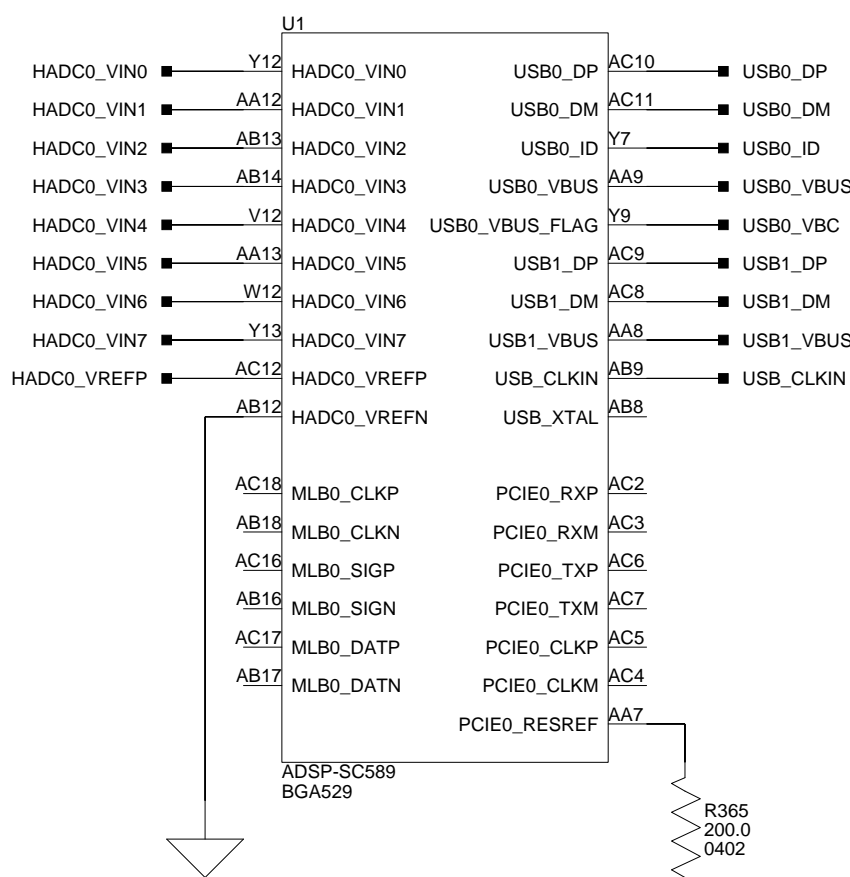 U1
HADC0_VIN0 Y12 HADC0_VIN0 USB0_DP AC10 USB0_DP
HADC0_VIN1 AA12 HADC0_VIN1 USB0_DM AC11 USB0_DM
HADC0_VIN2 AB13 HADC0_VIN2 USB0_ID Y7 USB0_ID
HADC0_VIN3 AB14 HADC0_VIN3 USB0_VBUS AA9 USB0_VBUS
HADC0_VIN4 V12 HADC0_VIN4 USB0_VBUS_FLAG Y9 USB0_VBC
HADC0_VIN5 AA13 HADC0_VIN5 USB1_DP AC9 USB1_DP
HADC0_VIN6 W12 HADC0_VIN6 USB1_DM AC8 USB1_DM
HADC0_VIN7 Y13 HADC0_VIN7 USB1_VBUS AA8 USB1_VBUS
HADC0_VREFP AC12 HADC0_VREFP USB_CLKIN AB9 USB_CLKIN
AB12 HADC0_VREFN USB_XTAL AB8
AC18 MLB0_CLKP PCIE0_RXP AC2
AB18 MLB0_CLKN PCIE0_RXM AC3
AC16 MLB0_SIGP PCIE0_TXP AC6
AB16 MLB0_SIGN PCIE0_TXM AC7
AC17 MLB0_DATP PCIE0_CLKP AC5
AB17 MLB0_DATN PCIE0_CLKM AC4
PCIE0_RESREF AA7
ADSP-SC589
BGA529
R365
200.0
0402